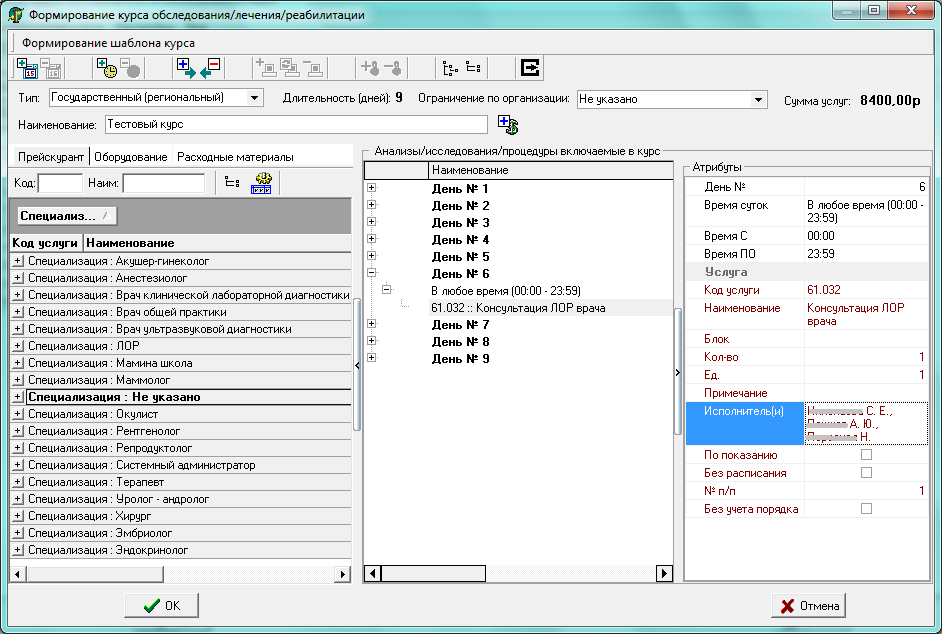 Формирование курса обследования/лечения/реабилитации
Формирование шаблона курса
Тип: Государственный (региональный) Длительность (дней): 9 Ограничение по организации: Не указано Сумма услуг: 8400,00р
Наименование: Тестовый курс
Прейскурант Оборудование Расходные материалы
Код: Наим:
Специализ...
Код услуги Наименование
Специализация : Акушер-гинеколог
Специализация : Анестезиолог
Специализация : Врач клинической лабораторной диагностики
Специализация : Врач общей практики
Специализация : Врач ультразвуковой диагностики
Специализация : ЛОР
Специализация : Мамина школа
Специализация : Маммолог
Специализация : Не указано
Специализация : Окулист
Специализация : Рентгенолог
Специализация : Репродуктолог
Специализация : Системный администратор
Специализация : Терапевт
Специализация : Уролог - андролог
Специализация : Хирург
Специализация : Эмбриолог
Специализация : Эндокринолог
Анализы/исследования/процедуры включаемые в курс
Наименование
День № 1
День № 2
День № 3
День № 4
День № 5
День № 6
В любое время (00:00 - 23:59)
61.032 :: Консультация ЛОР врача
День № 7
День № 8
День № 9
Атрибуты
День № 6
Время суток В любое время (00:00 -
23:59)
Время С 00:00
Время ПО 23:59
Услуга
Код услуги 61.032
Наименование Консультация ЛОР
врача
Блок
Кол-во 1
Ед. 1
Примечание
Исполнитель(и) С. Е.,
А. Ю.,
Н.
По показанию
Без расписания
№ п/п 1
Без учета порядка
OK
Отмена